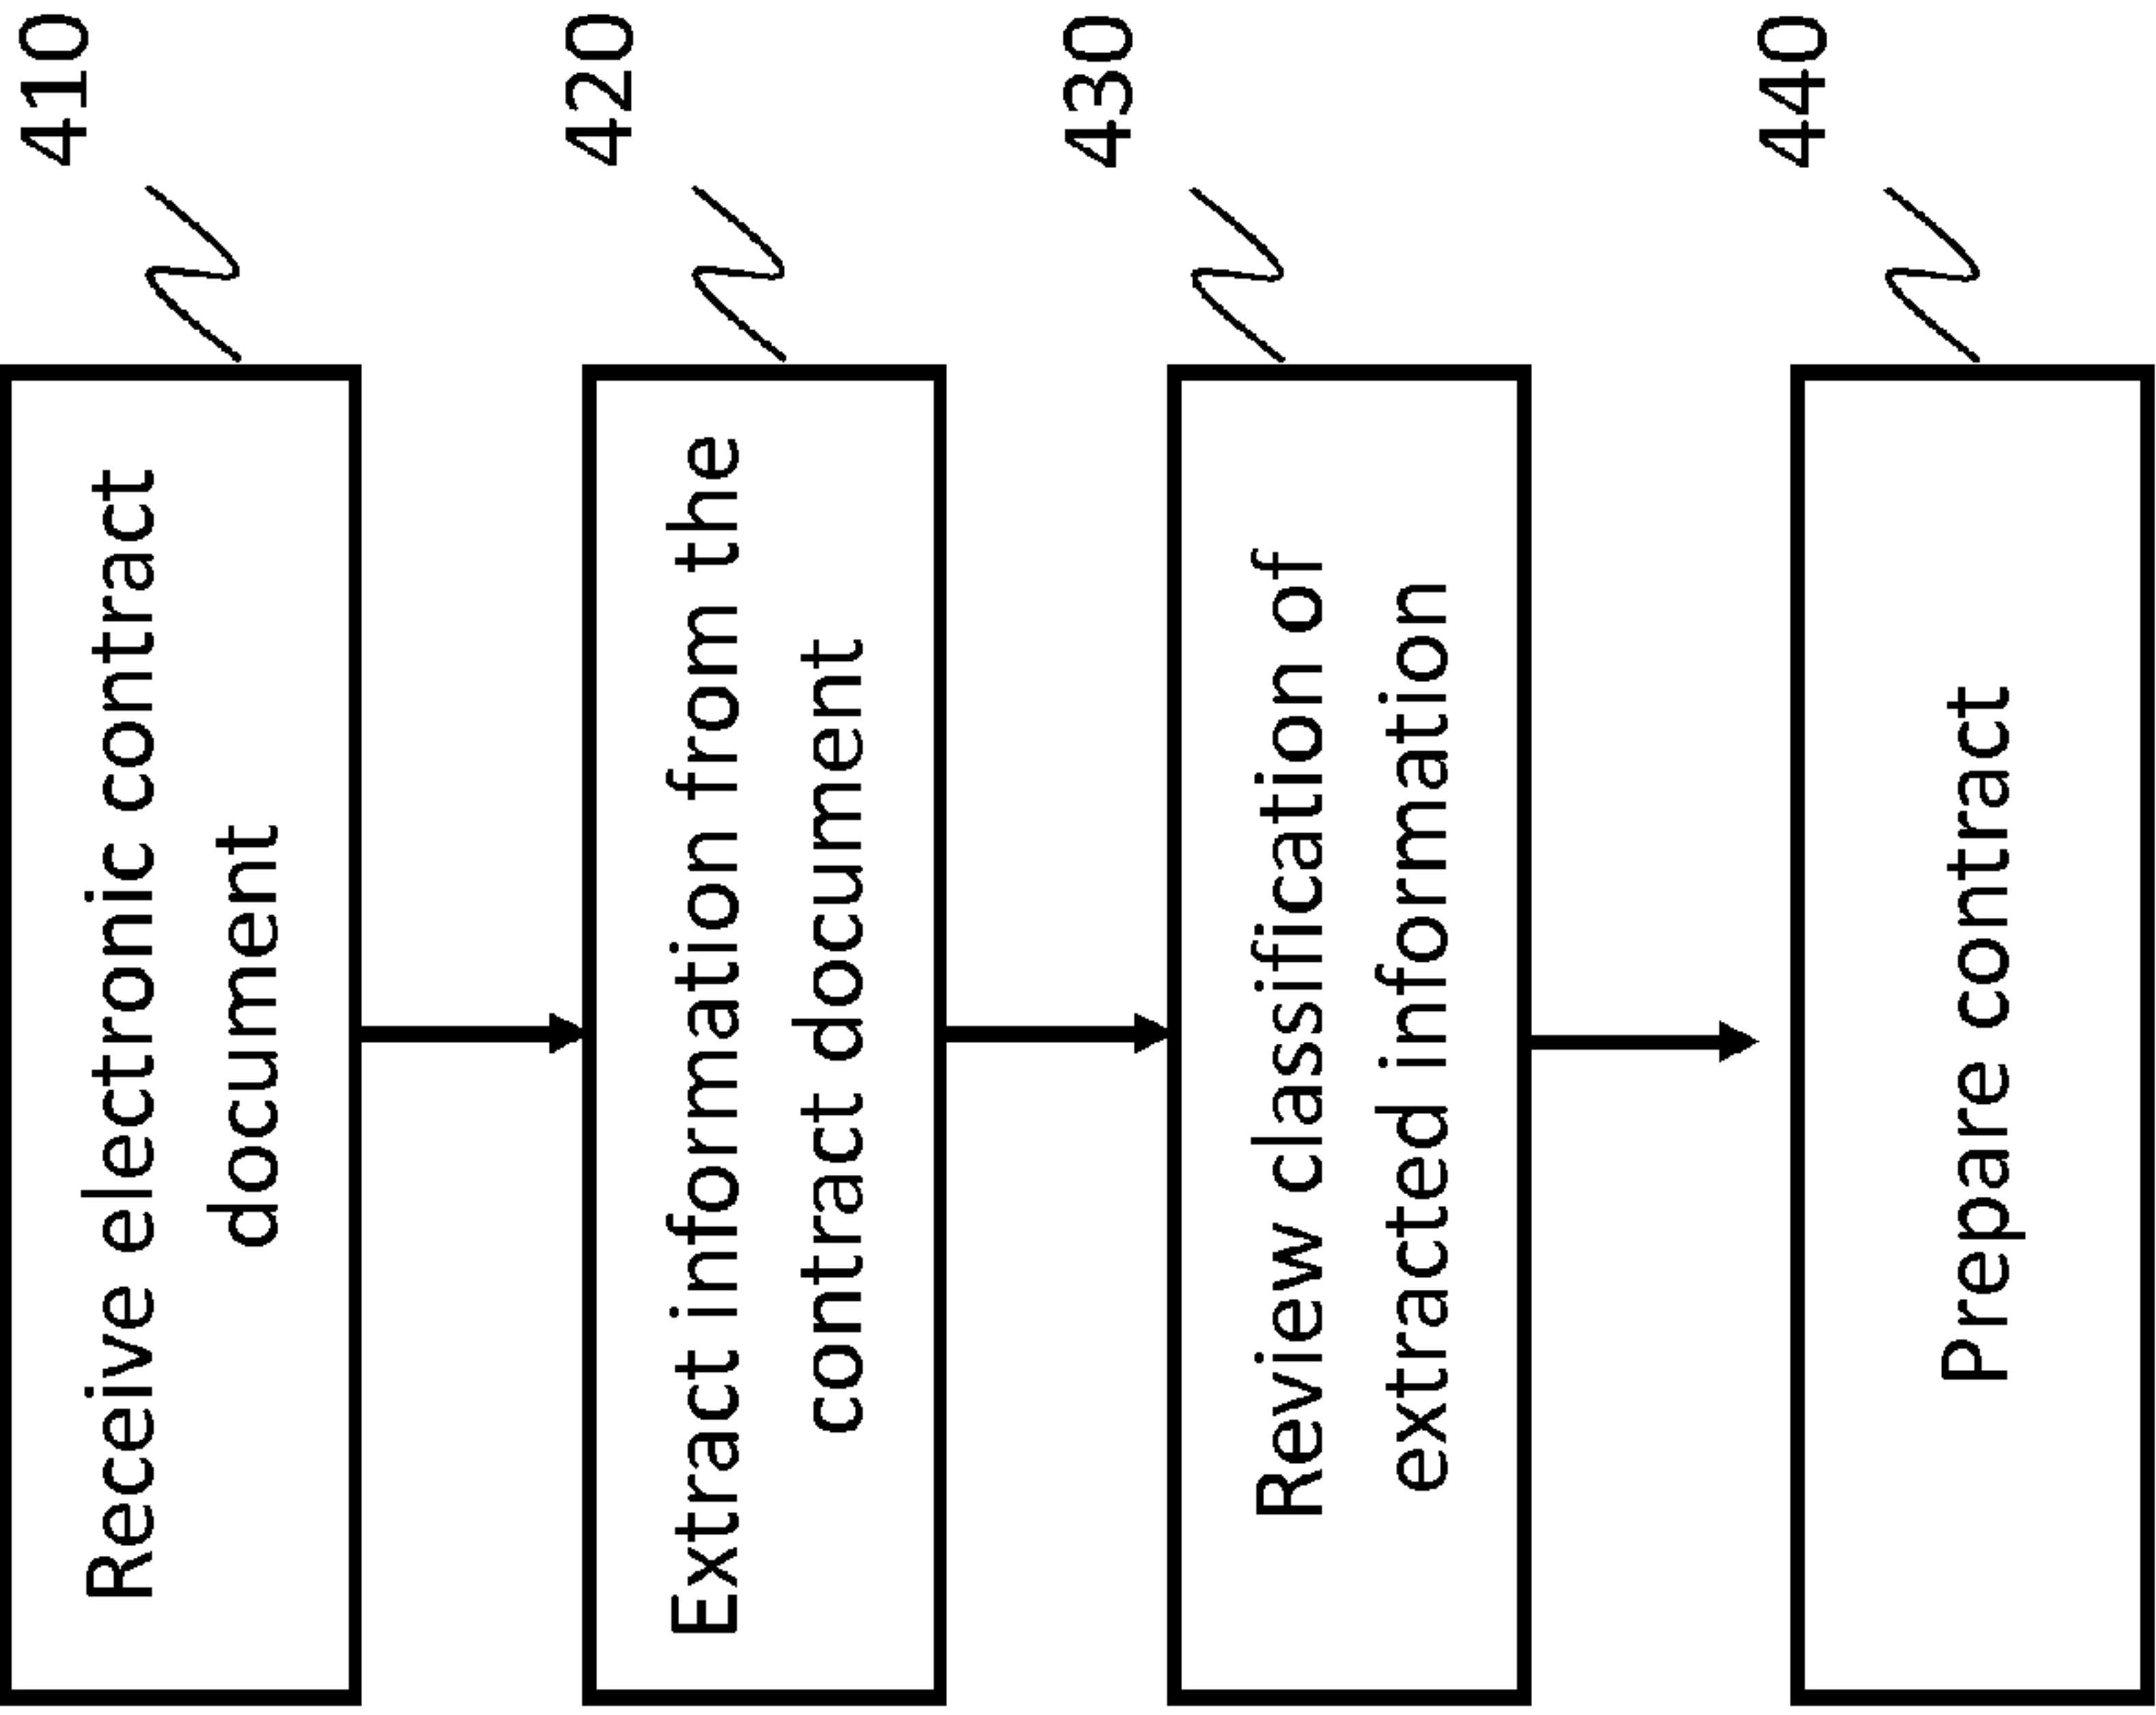 410
Receive electronic contract
document
420
Extract information from the
contract document
430
Review classification of
extracted information
440
Prepare contract